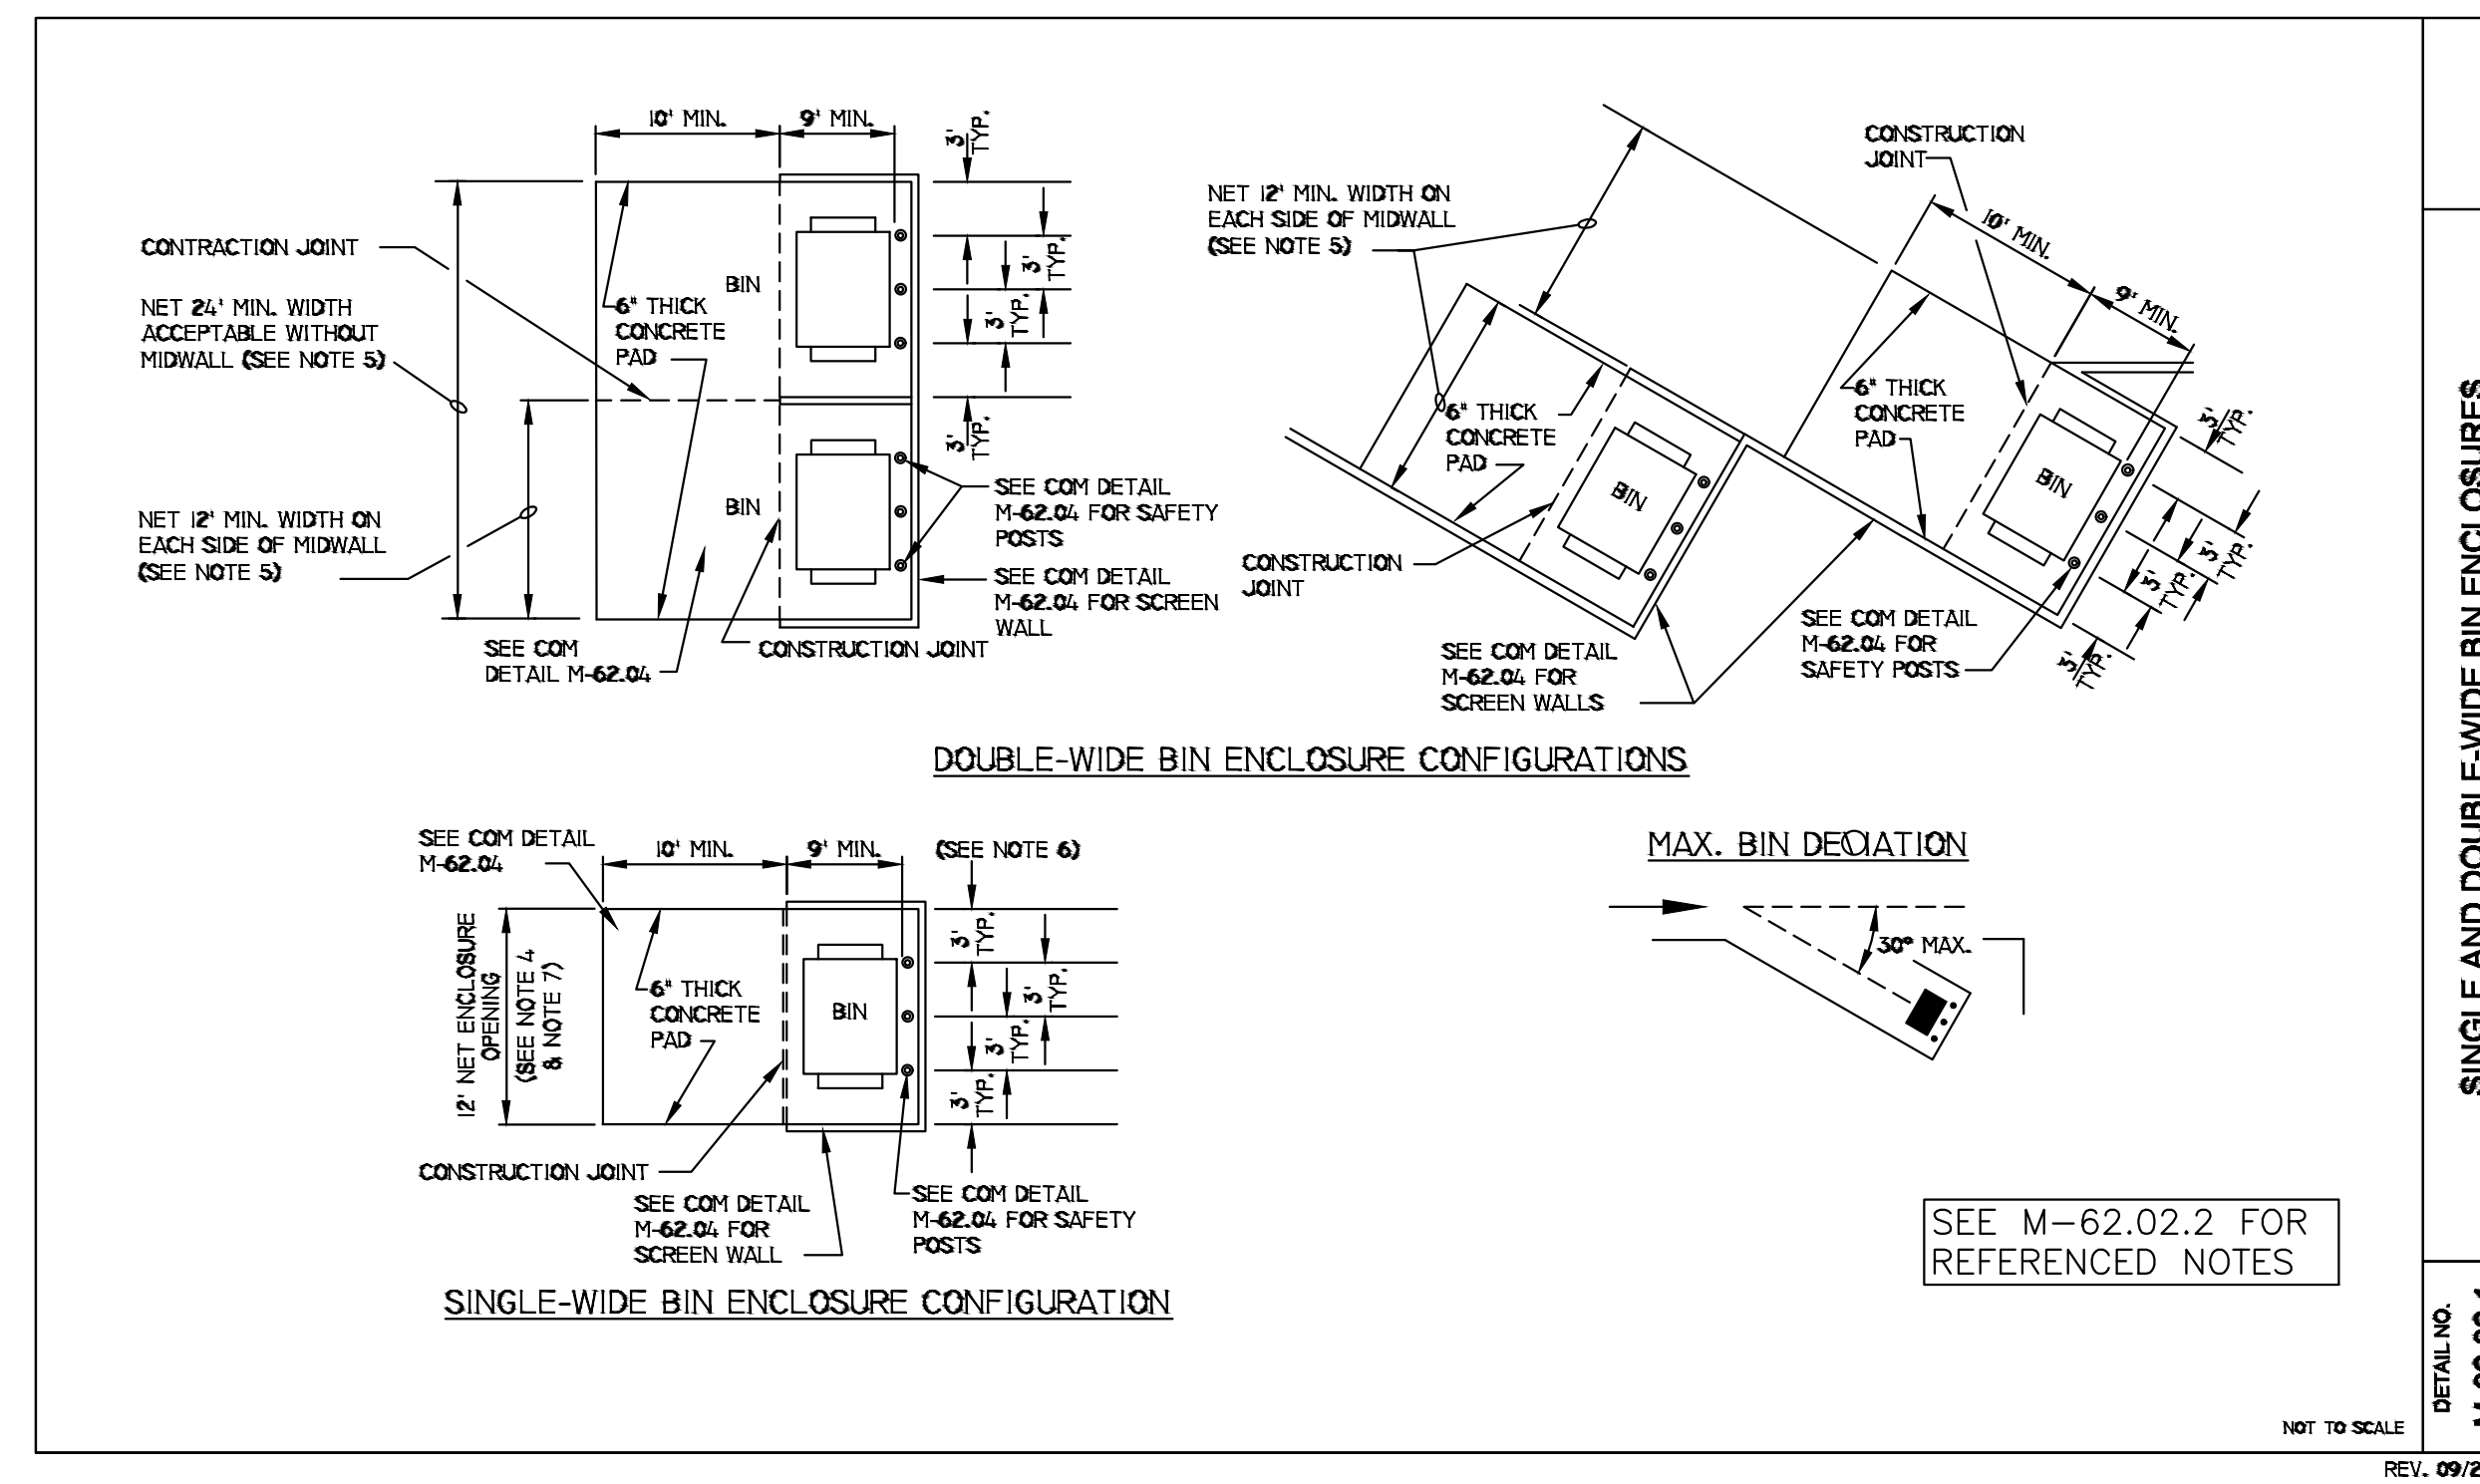 10' MIN.
9' MIN.
3'
TYP.
3'
TYP.
3'
TYP.
3'
TYP.
CONTRACTION JOINT
NET 24' MIN. WIDTH
ACCEPTABLE WITHOUT
MIDWALL (SEE NOTE 5)
NET 12' MIN. WIDTH ON
EACH SIDE OF MIDWALL
(SEE NOTE 5)
BIN
6" THICK
CONCRETE
PAD
BIN
SEE COM DETAIL
M-62.04 FOR SAFETY
POSTS
SEE COM DETAIL
M-62.04 FOR SCREEN
WALL
SEE COM
DETAIL M-62.04
CONSTRUCTION JOINT
NET 12' MIN. WIDTH ON
EACH SIDE OF MIDWALL
(SEE NOTE 5)
CONSTRUCTION
JOINT
10' MIN.
9' MIN.
6" THICK
CONCRETE
PAD
6" THICK
CONCRETE
PAD
BIN
BIN
3'
TYP.
3'
TYP.
3'
TYP.
3'
TYP.
CONSTRUCTION
JOINT
SEE COM DETAIL
M-62.04 FOR
SCREEN WALLS
SEE COM DETAIL
M-62.04 FOR
SAFETY POSTS
DOUBLE-WIDE BIN ENCLOSURE CONFIGURATIONS
SEE COM DETAIL
M-62.04
10' MIN.
9' MIN.
(SEE NOTE 6)
12' NET ENCLOSURE
OPENING
(SEE NOTE 4
& NOTE 7)
6" THICK
CONCRETE
PAD
BIN
3'
TYP.
3'
TYP.
3'
TYP.
3'
TYP.
CONSTRUCTION JOINT
SEE COM DETAIL
M-62.04 FOR
SCREEN WALL
SEE COM DETAIL
M-62.04 FOR SAFETY
POSTS
SINGLE-WIDE BIN ENCLOSURE CONFIGURATION
MAX. BIN DEVIATION
30° MAX.
SEE M-62.02.2 FOR
REFERENCED NOTES
NOT TO SCALE
SINGLE AND DOUBLE-WIDE BIN ENCLOSURES
DETAIL NO.
REV. 09/2